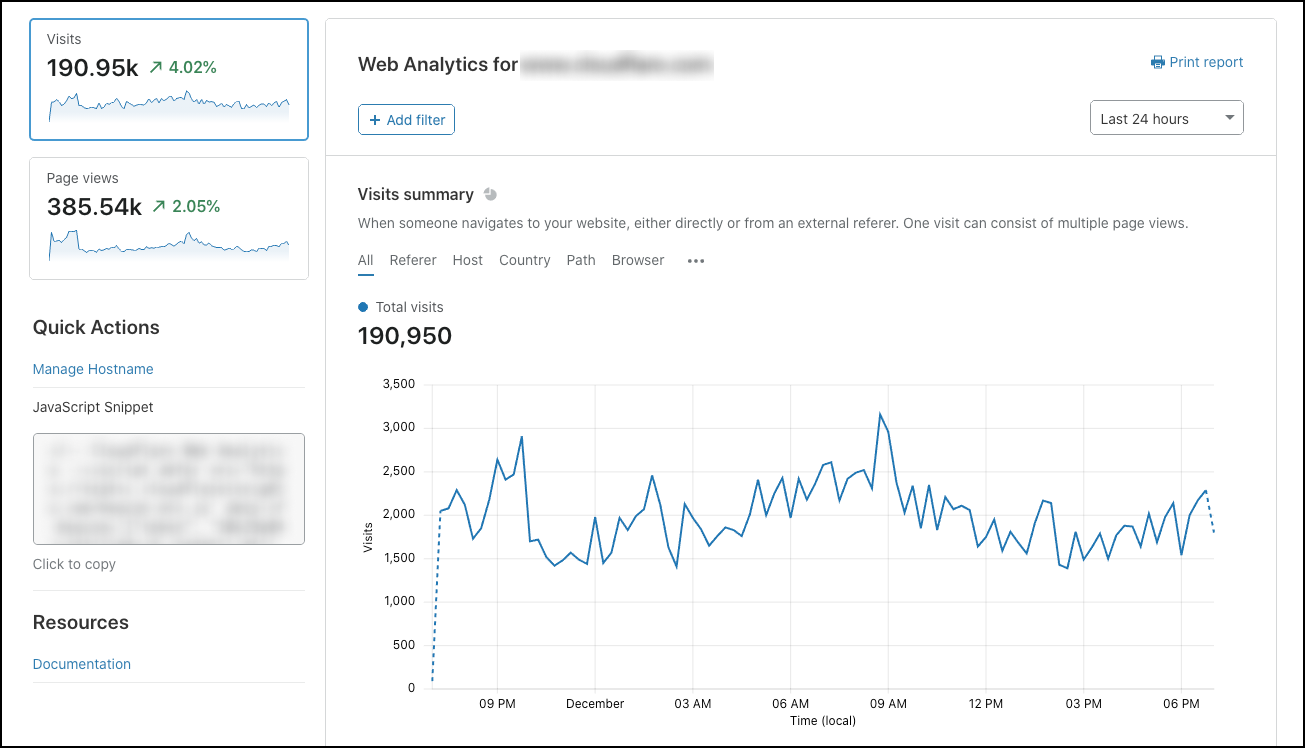 Visits
190.95k ↗ 4.02%
Page views
385.54k ↗ 2.05%
Quick Actions
Manage Hostname
JavaScript Snippet
Click to copy
Resources
Documentation
Web Analytics for
Print report
+ Add filter
Last 24 hours
Visits summary
When someone navigates to your website, either directly or from an external referer. One visit can consist of multiple page views.
All Referer Host Country Path Browser •••
Total visits
190,950
3,500
3,000
2,500
2,000
1,500
1,000
500
0
Visits
09 PM December 03 AM 06 AM 09 AM 12 PM 03 PM 06 PM
Time (local)